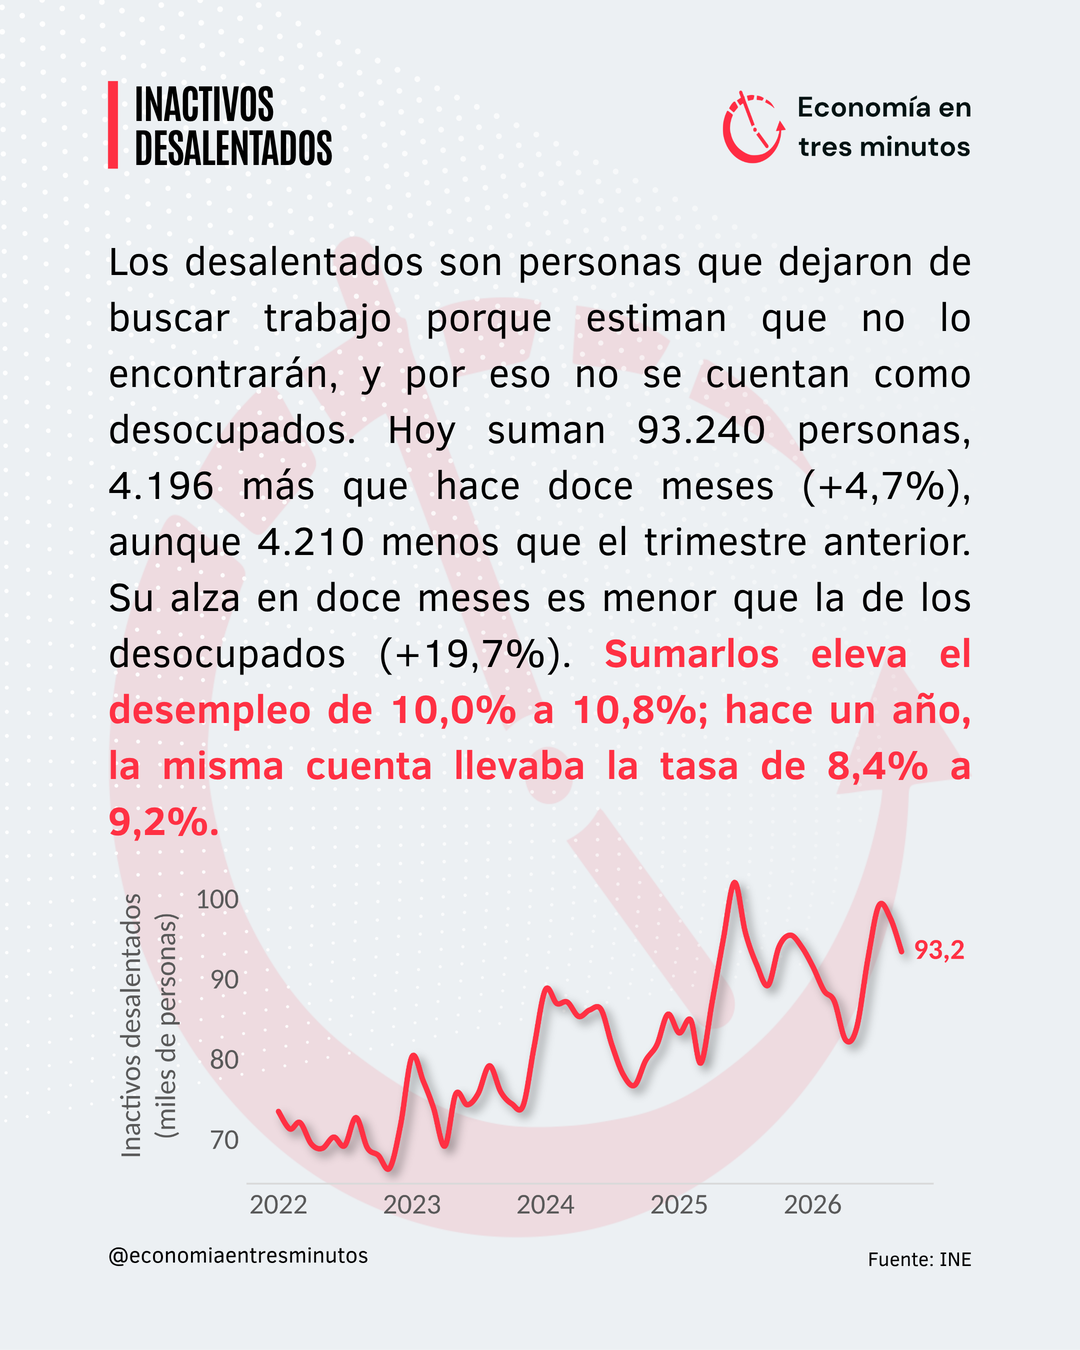 INACTIVOS
DESALENTADOS
Economía en
tres minutos
Los desalentados son personas que dejaron de
buscar trabajo porque estiman que no lo
encontrarán, y por eso no se cuentan como
desocupados. Hoy suman 93.240 personas,
4.196 más que hace doce meses (+4,7%),
aunque 4.210 menos que el trimestre anterior.
Su alza en doce meses es menor que la de los
desocupados (+19,7%). Sumarlos eleva el
desempleo de 10,0% a 10,8%; hace un año,
la misma cuenta llevaba la tasa de 8,4% a
9,2%.
Inactivos desalentados
(miles de personas)
100
90
80
70
93,2
2022 2023 2024 2025 2026
@economiaentresminutos
Fuente: INE